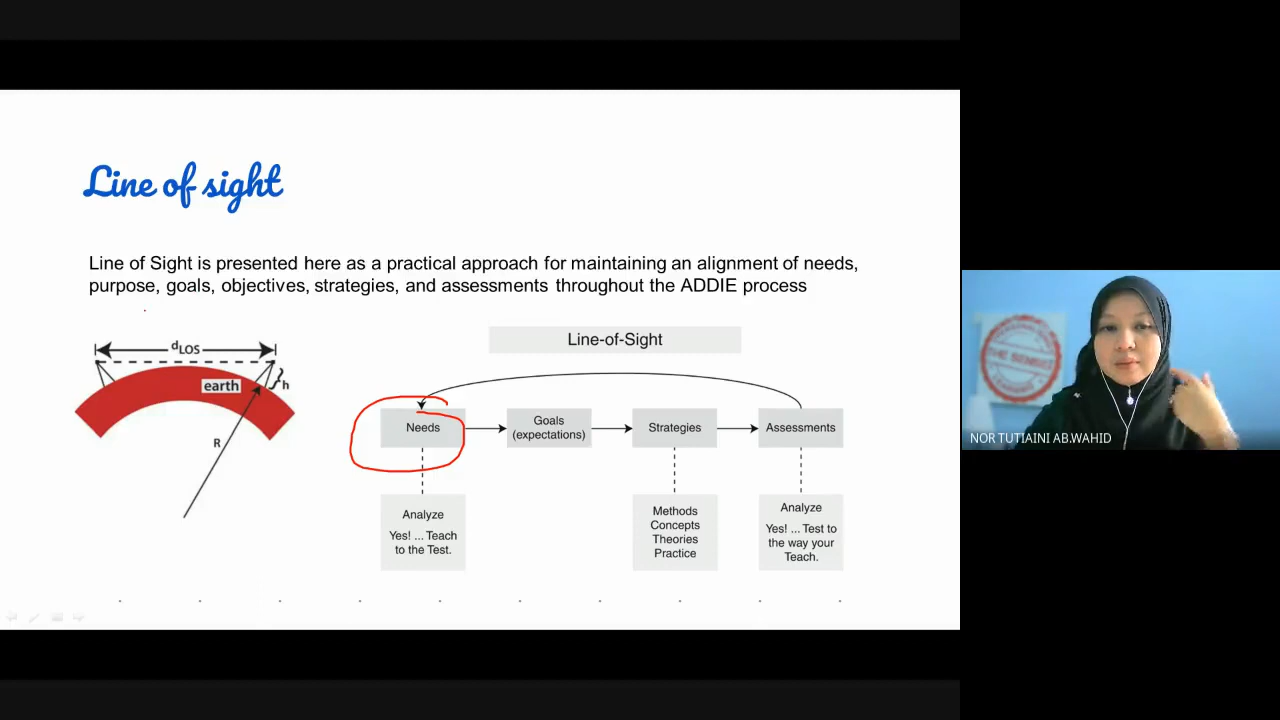 Line of sight
Line of Sight is presented here as a practical approach for maintaining an alignment of needs,
purpose, goals, objectives, strategies, and assessments throughout the ADDIE process
dLOS
earth
h
R
Line-of-Sight
Needs
Goals
(expectations)
Strategies
Assessments
Analyze
Yes! ... Teach
to the Test.
Methods
Concepts
Theories
Practice
Analyze
Yes! ... Test to
the way your
Teach.
THE SENSEI
NOR TUTIAINI AB.WAHID